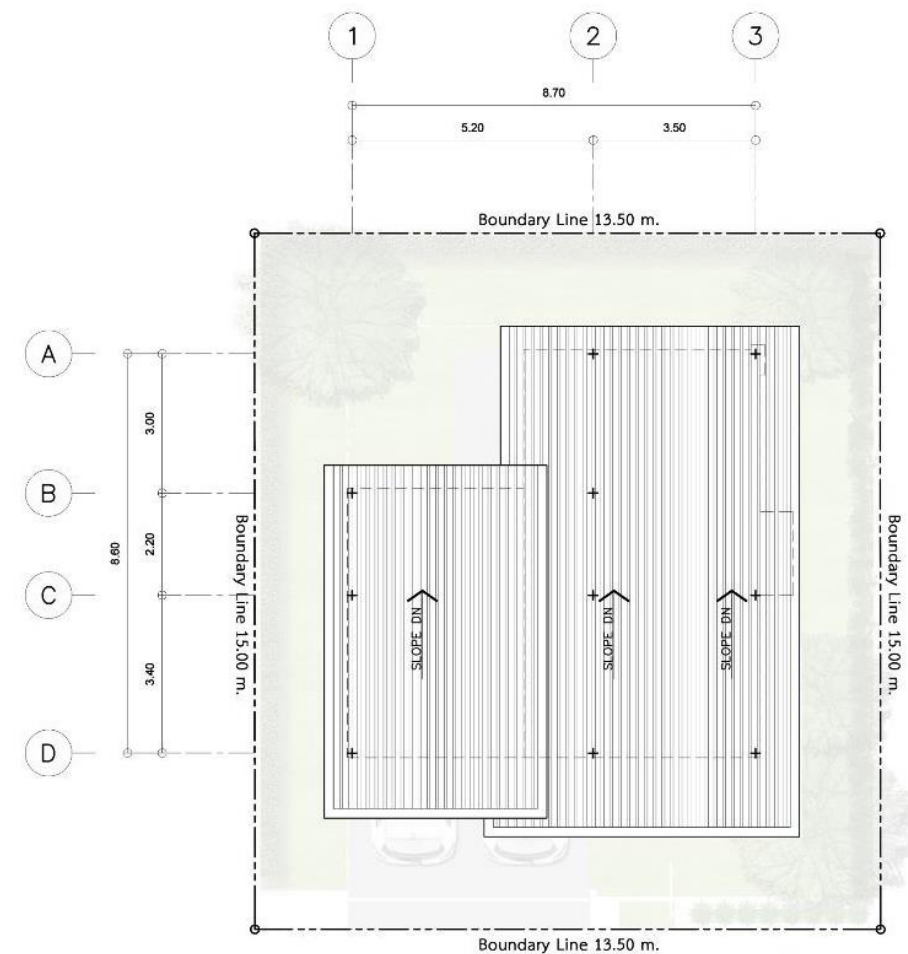 1 2 3
8.70
5.20 3.50
Boundary Line 13.50 m.
A
3.00
B
2.20
8.60
Boundary Line 15.00 m.
Boundary Line 15.00 m.
C
SLOPE DN SLOPE DN SLOPE DN
3.40
D
Boundary Line 13.50 m.